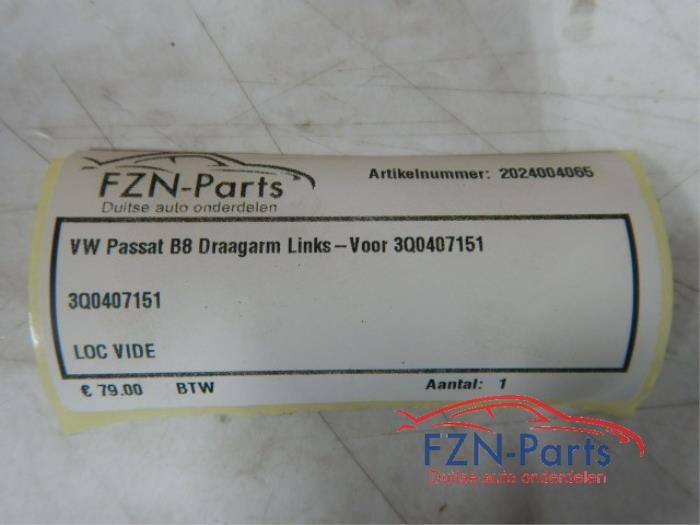 FZN-Parts
Duitse auto onderdelen
Artikelnummer: 2024004065
VW Passat B8 Draagarm Links-Voor 3Q0407151
3Q0407151
LOC VIDE
€ 79.00 BTW Aantal: 1
FZN-Parts
Duitse auto onderdelen